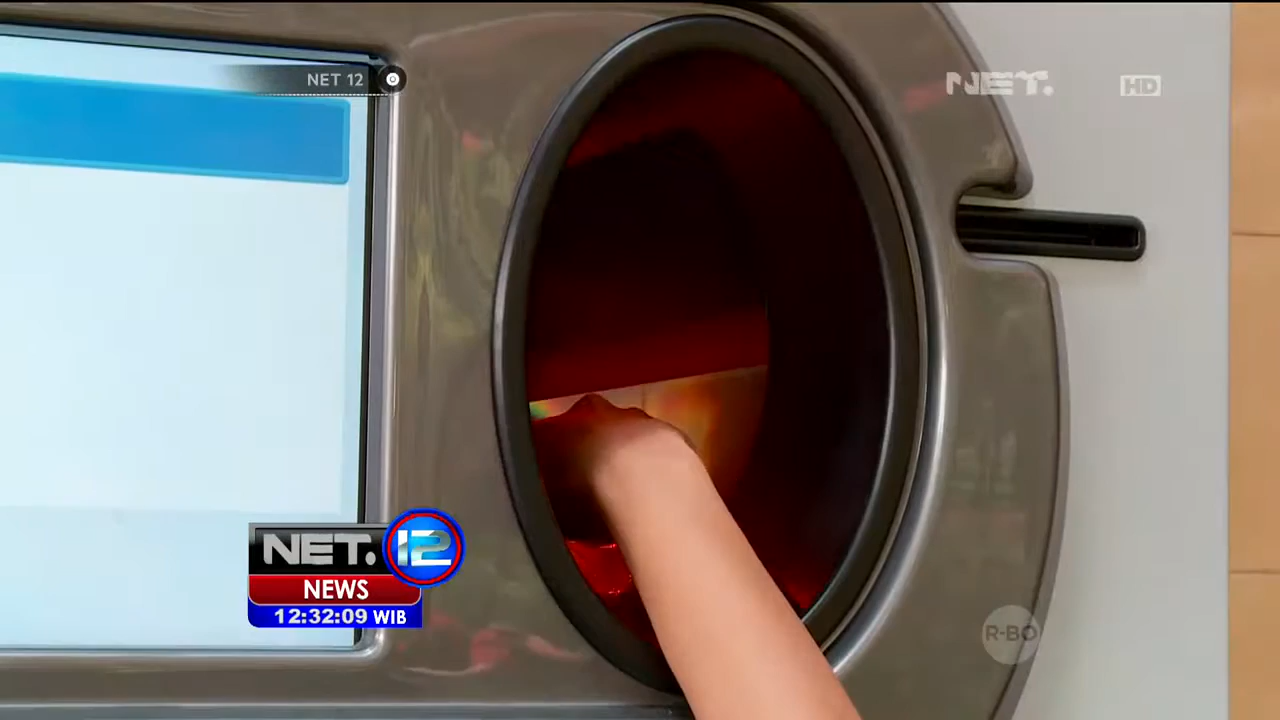 NET 12
NET.
HD
NET. 12
NEWS
12:32:09 WIB
R-BO